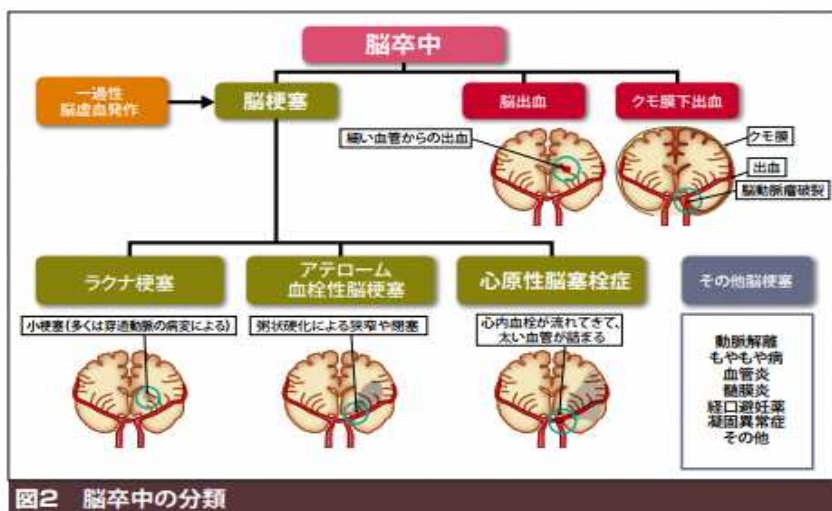 脳卒中
一過性
脳虚血発作
脳梗塞
脳出血
クモ膜下出血
細い血管からの出血
クモ膜
出血
脳動脈瘤破裂
ラクナ梗塞
アテローム
血栓性脳梗塞
心原性脳塞栓症
その他脳梗塞
小梗塞(多くは穿通動脈の病変による)
粥状硬化による狭窄や閉塞
心内血栓が流れてきて、
太い血管が詰まる
動脈解離
もやもや病
血管炎
髄膜炎
経口避妊薬
凝固異常症
その他
図2 脳卒中の分類